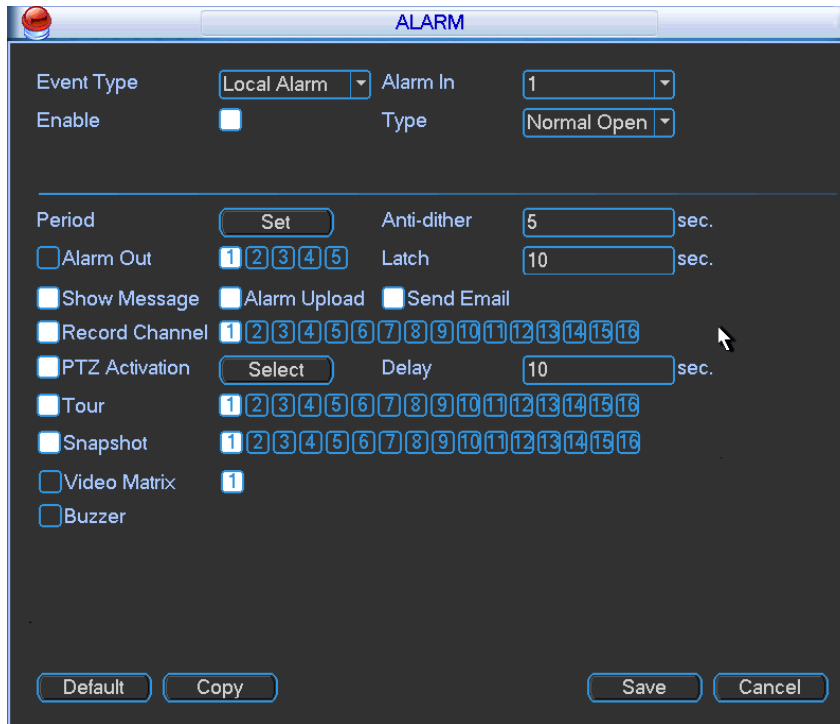 ALARM
Event Type Local Alarm Alarm In 1
Enable Type Normal Open
Period Set Anti-dither 5 sec.
Alarm Out 1 2 3 4 5 Latch 10 sec.
Show Message Alarm Upload Send Email
Record Channel 1 2 3 4 5 6 7 8 9 10 11 12 13 14 15 16
PTZ Activation Select Delay 10 sec.
Tour 1 2 3 4 5 6 7 8 9 10 11 12 13 14 15 16
Snapshot 1 2 3 4 5 6 7 8 9 10 11 12 13 14 15 16
Video Matrix 1
Buzzer
Default Copy Save Cancel